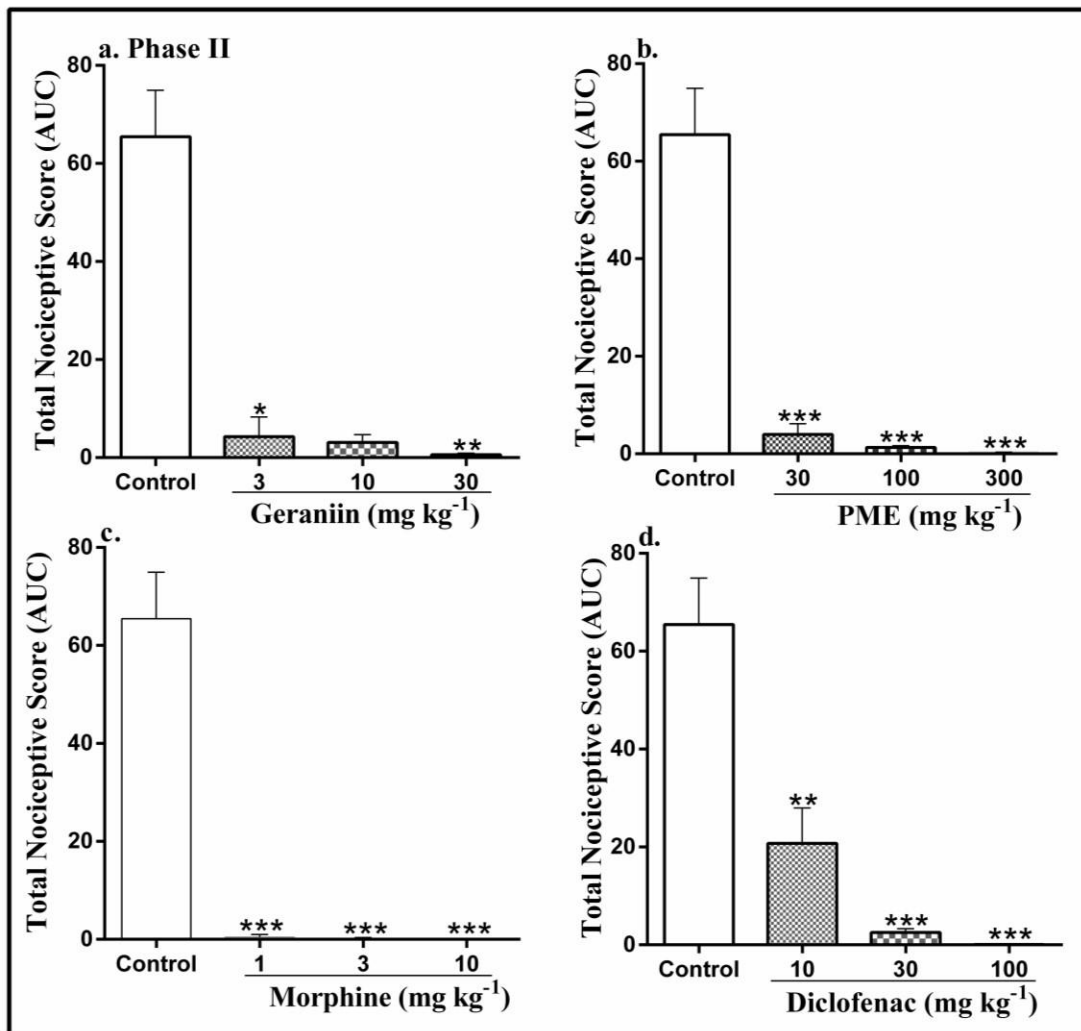 a. Phase II
Total Nociceptive Score (AUC)
80
60
40
20
0
*
**
Control 3 10 30
Geraniin (mg kg⁻¹)
b.
Total Nociceptive Score (AUC)
80
60
40
20
0
***
***
***
Control 30 100 300
PME (mg kg⁻¹)
c.
Total Nociceptive Score (AUC)
80
60
40
20
0
*** *** ***
Control 1 3 10
Morphine (mg kg⁻¹)
d.
Total Nociceptive Score (AUC)
80
60
40
20
0
**
***
***
Control 10 30 100
Diclofenac (mg kg⁻¹)